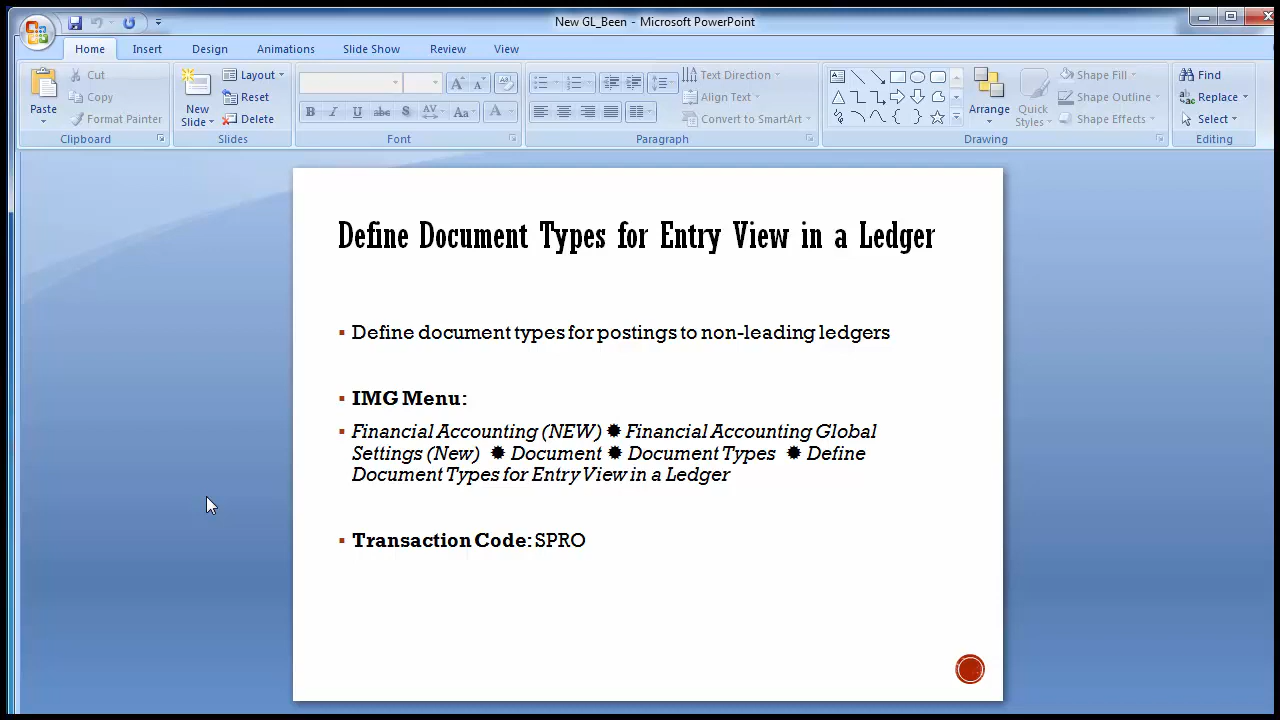 New GL_Been - Microsoft PowerPoint
Home Insert Design Animations Slide Show Review View
Paste
Cut
Copy
Format Painter
Clipboard
New Slide
Layout
Reset
Delete
Slides
Font
Text Direction
Align Text
Convert to SmartArt
Paragraph
Arrange
Quick Styles
Shape Fill
Shape Outline
Shape Effects
Drawing
Find
Replace
Select
Editing
Define Document Types for Entry View in a Ledger
▪ Define document types for postings to non-leading ledgers
▪ IMG Menu:
▪ Financial Accounting (NEW) ✹ Financial Accounting Global
Settings (New) ✹ Document ✹ Document Types ✹ Define
Document Types for Entry View in a Ledger
▪ Transaction Code: SPRO